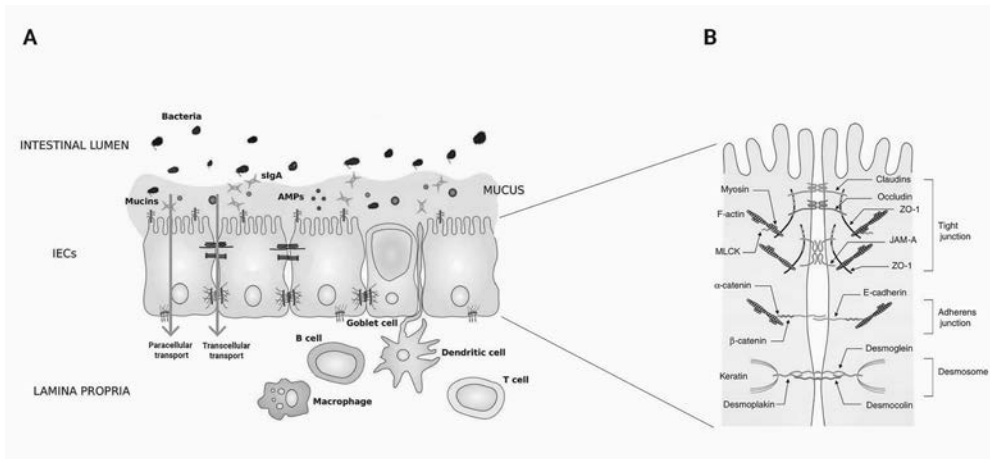 A
Bacteria
INTESTINAL LUMEN
sIgA
AMPs
MUCUS
Mucins
IECs
Goblet cell
Paracellular
transport
Transcellular
transport
B cell
Dendritic cell
T cell
LAMINA PROPRIA
Macrophage
B
Claudins
Myosin
Occludin
ZO-1
F-actin
Tight
junction
MLCK
JAM-A
ZO-1
α-catenin
E-cadherin
Adherens
junction
β-catenin
Desmoglein
Keratin
Desmosome
Desmoplakin
Desmocolin